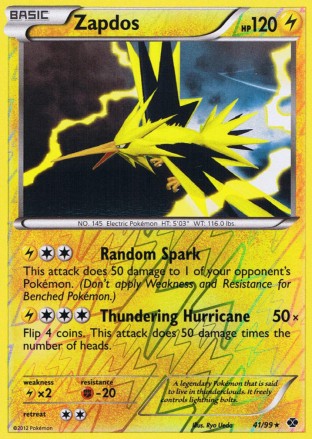 BASIC
Zapdos
HP120
NO. 145 Electric Pokémon HT: 5'03" WT: 116.0 lbs.
Random Spark
This attack does 50 damage to 1 of your opponent's
Pokémon. (Don't apply Weakness and Resistance for
Benched Pokémon.)
Thundering Hurricane 50×
Flip 4 coins. This attack does 50 damage times the
number of heads.
weakness
×2
resistance
-20
retreat
A legendary Pokémon that is said
to live in thunderclouds. It freely
controls lightning bolts.
©2012 Pokémon
Illus. Ryo Ueda
41/99★